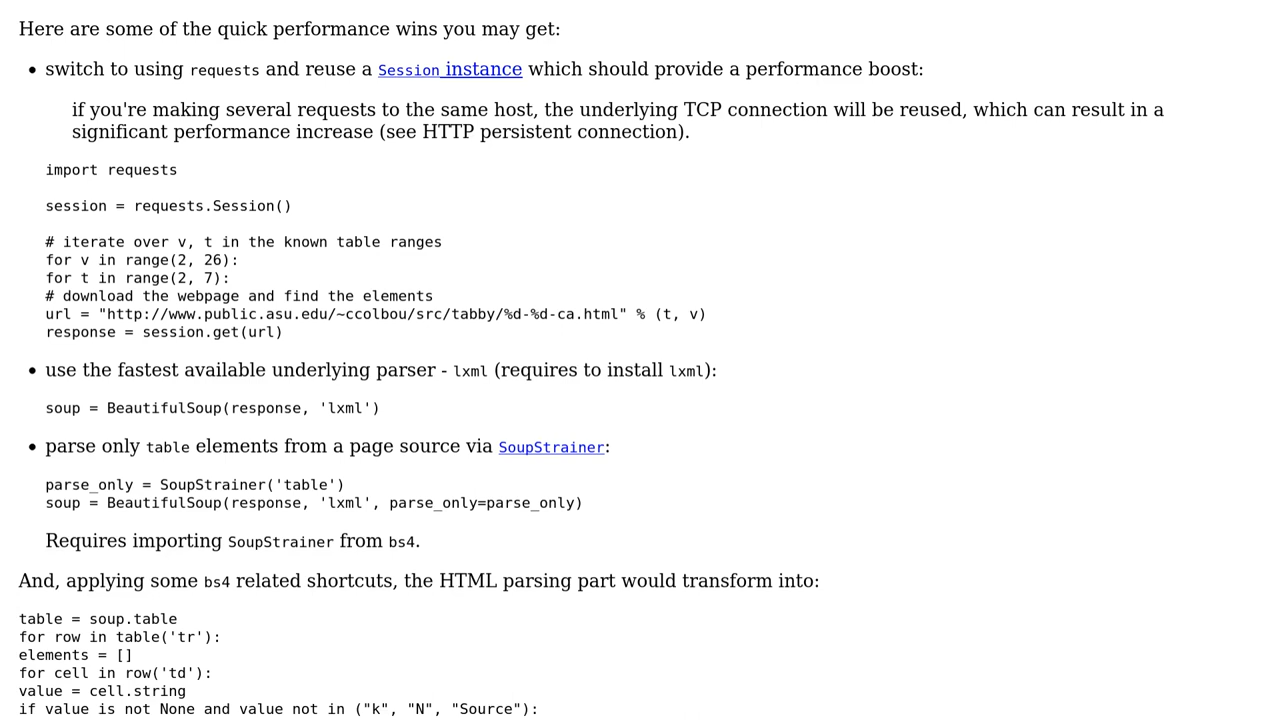 Here are some of the quick performance wins you may get:
• switch to using requests and reuse a Session instance which should provide a performance boost:
if you're making several requests to the same host, the underlying TCP connection will be reused, which can result in a
significant performance increase (see HTTP persistent connection).
import requests
session = requests.Session()
# iterate over v, t in the known table ranges
for v in range(2, 26):
for t in range(2, 7):
# download the webpage and find the elements
url = "http://www.public.asu.edu/~ccolbou/src/tabby/%d-%d-ca.html" % (t, v)
response = session.get(url)
• use the fastest available underlying parser - lxml (requires to install lxml):
soup = BeautifulSoup(response, 'lxml')
• parse only table elements from a page source via SoupStrainer:
parse_only = SoupStrainer('table')
soup = BeautifulSoup(response, 'lxml', parse_only=parse_only)
Requires importing SoupStrainer from bs4.
And, applying some bs4 related shortcuts, the HTML parsing part would transform into:
table = soup.table
for row in table('tr'):
elements = []
for cell in row('td'):
value = cell.string
if value is not None and value not in ("k", "N", "Source"):